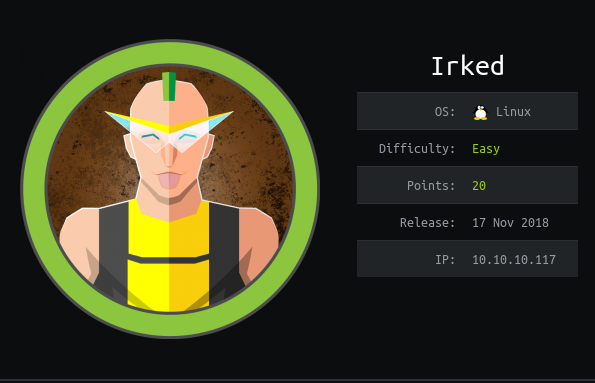 Irked
OS: Linux
Difficulty: Easy
Points: 20
Release: 17 Nov 2018
IP: 10.10.10.117